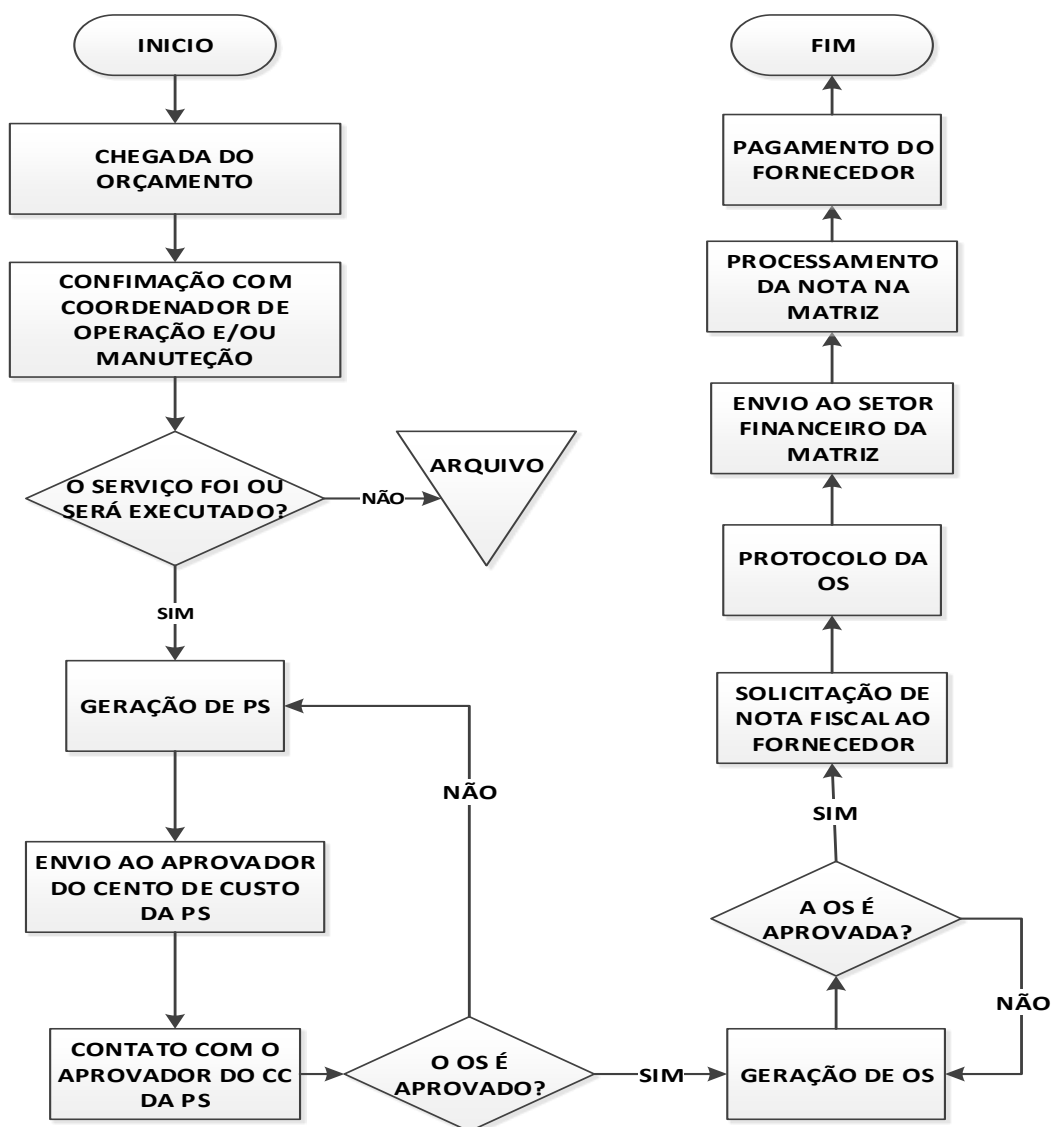 INICIO
CHEGADA DO
ORÇAMENTO
CONFIMAÇÃO COM
COORDENADOR DE
OPERAÇÃO E/OU
MANUTEÇÃO
O SERVIÇO FOI OU
SERÁ EXECUTADO?
NÃO
ARQUIVO
SIM
GERAÇÃO DE PS
ENVIO AO APROVADOR
DO CENTO DE CUSTO
DA PS
CONTATO COM O
APROVADOR DO CC
DA PS
O OS É
APROVADO?
NÃO
SIM
GERAÇÃO DE OS
A OS É
APROVADA?
NÃO
SIM
SOLICITAÇÃO DE
NOTA FISCAL AO
FORNECEDOR
PROTOCOLO DA
OS
ENVIO AO SETOR
FINANCEIRO DA
MATRIZ
PROCESSAMENTO
DA NOTA NA
MATRIZ
PAGAMENTO DO
FORNECEDOR
FIM